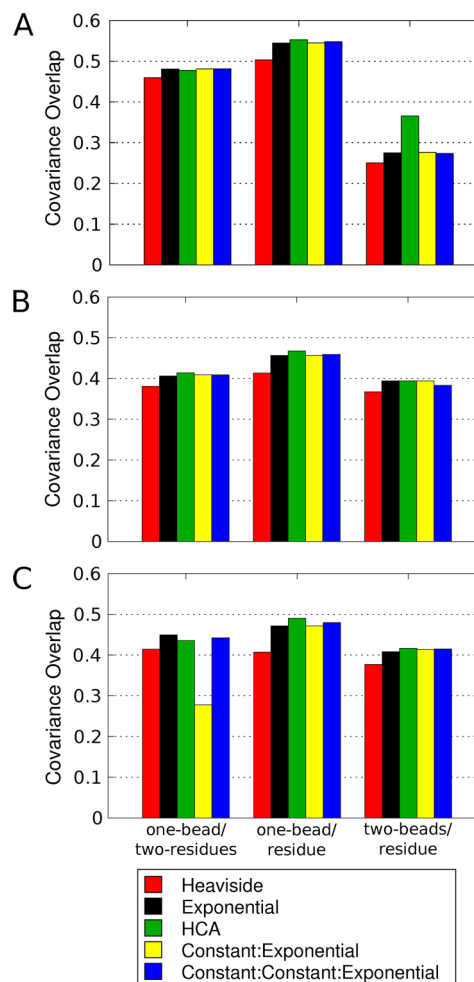 A
Covariance Overlap
0.6
0.5
0.4
0.3
0.2
0.1
0
B
Covariance Overlap
0.6
0.5
0.4
0.3
0.2
0.1
0
C
Covariance Overlap
0.6
0.5
0.4
0.3
0.2
0.1
0
one-bead/
two-residues
one-bead/
residue
two-beads/
residue
Heaviside
Exponential
HCA
Constant:Exponential
Constant:Constant:Exponential